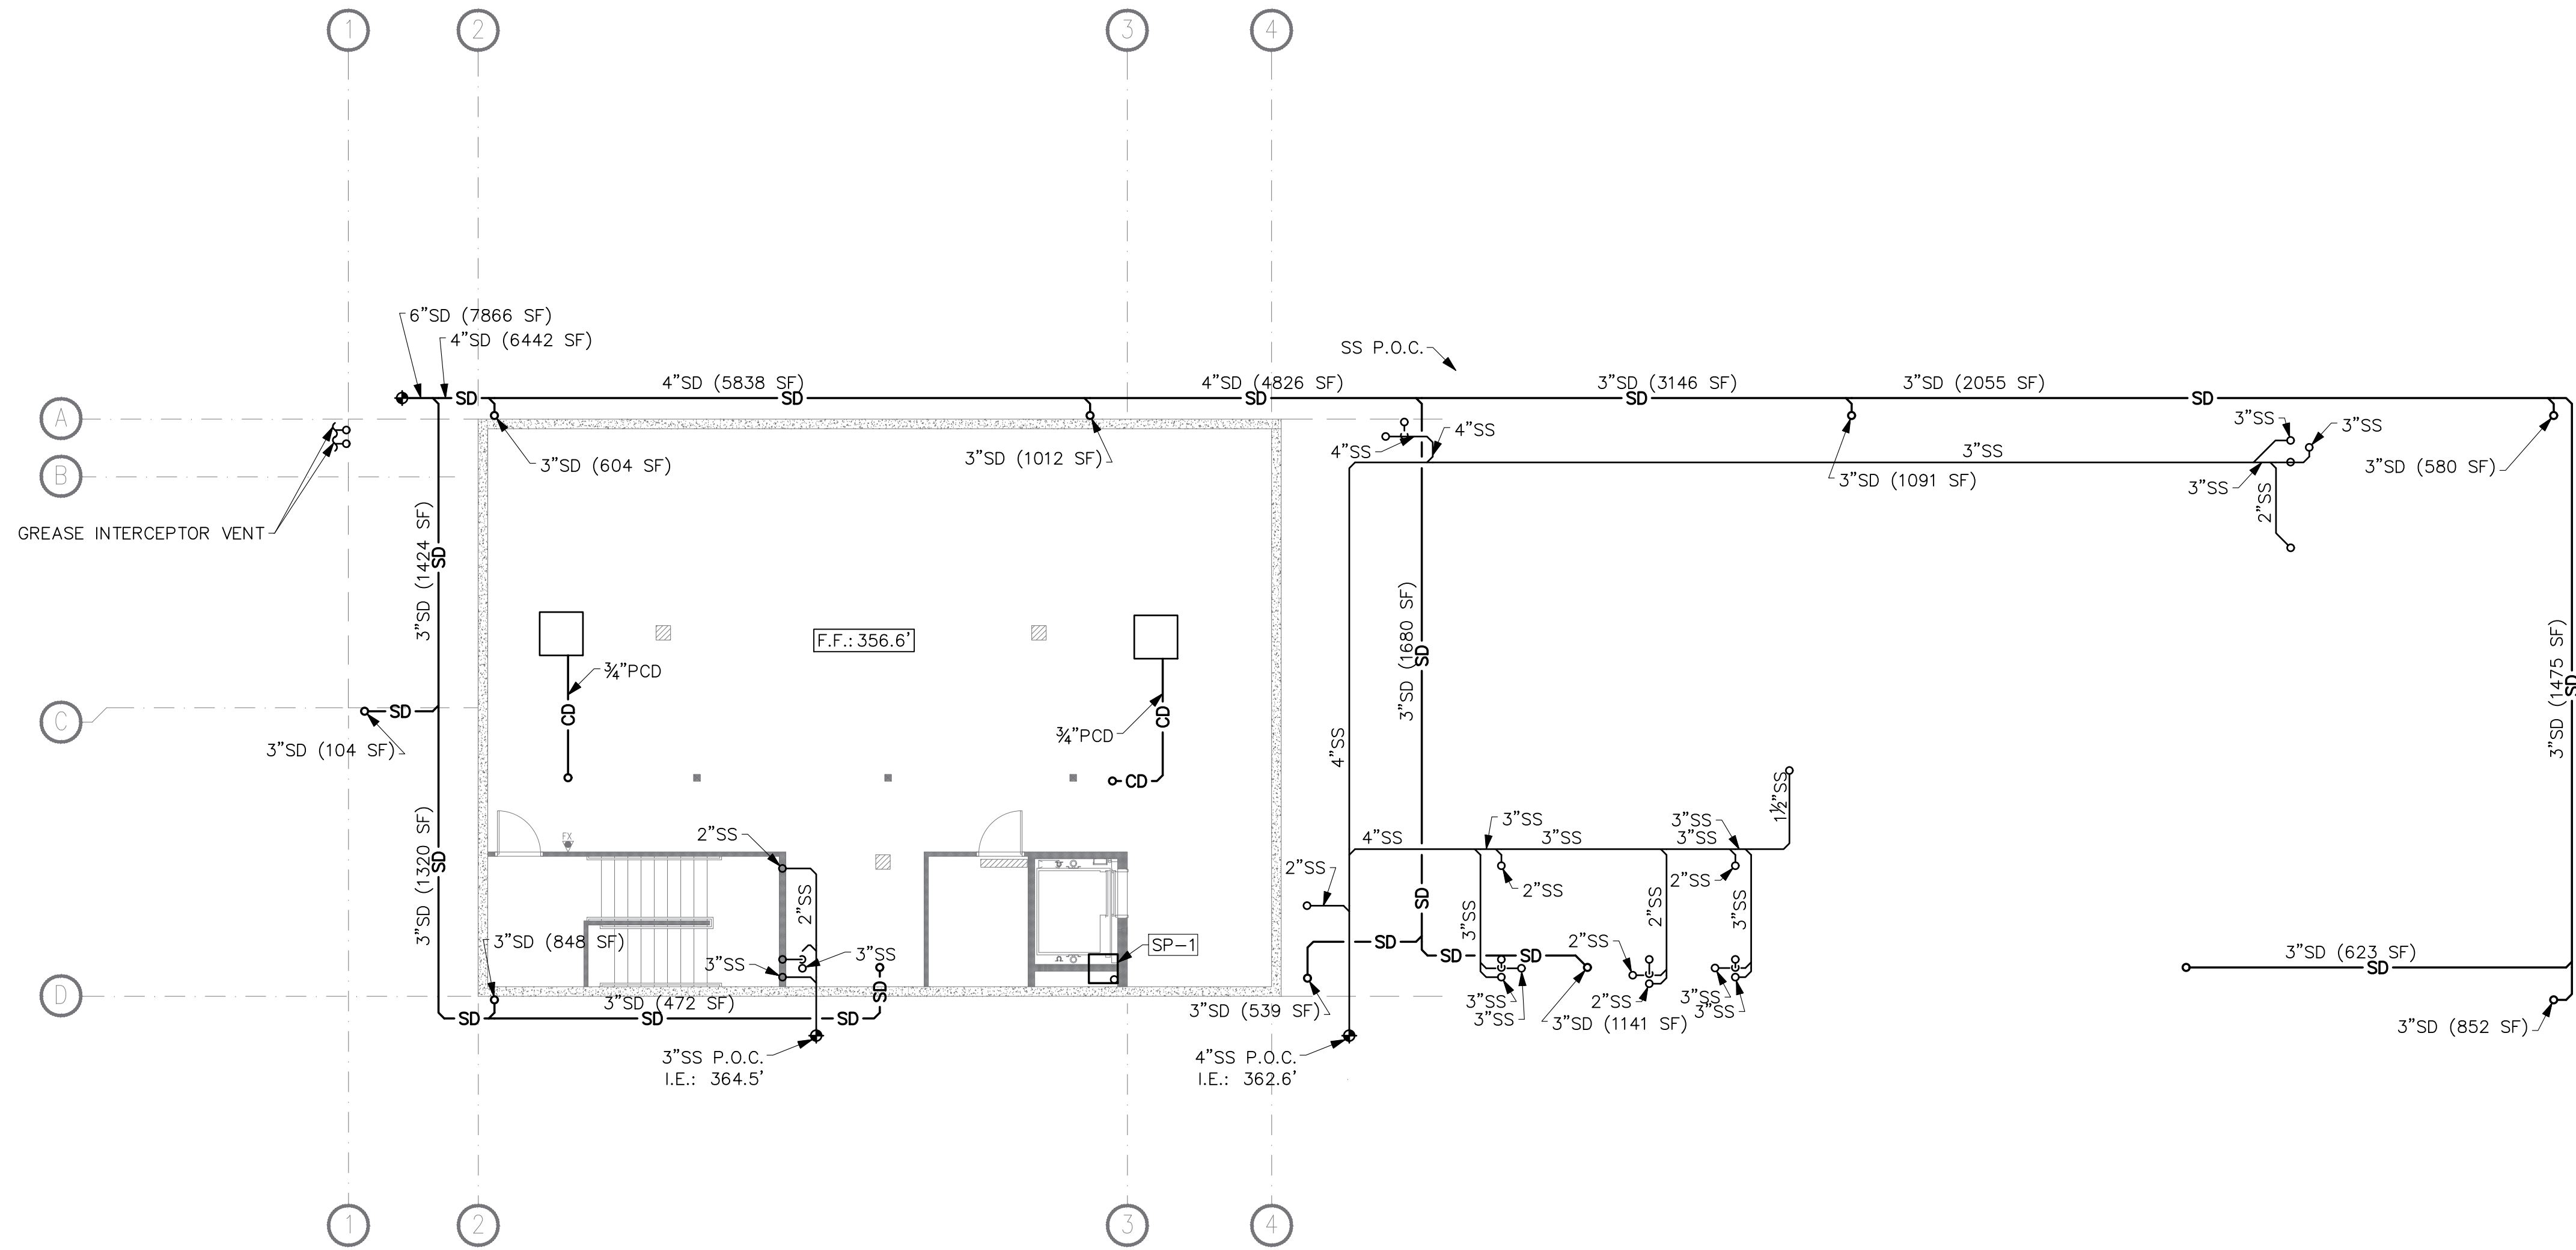 1
2
3
4
6"SD (7866 SF)
4"SD (6442 SF)
SS P.O.C.
4"SD (5838 SF)
4"SD (4826 SF)
3"SD (3146 SF)
3"SD (2055 SF)
SD
SD
SD
SD
SD
A
3"SS
3"SS
4"SS
4"SS
3"SS
3"SD (604 SF)
3"SD (1012 SF)
3"SD (580 SF)
B
3"SD (1091 SF)
3"SS
2"SS
GREASE INTERCEPTOR VENT
3"SD (1424 SF)
SD
F.F.: 356.6'
3"SD (1680 SF)
SD
3"SD (1475 SF)
SD
¾"PCD
CD
¾"PCD
CD
CD
C
SD
3"SD (104 SF)
4"SS
1½"SS
3"SD (1320 SF)
SD
FX
2"SS
2"SS
4"SS
3"SS
3"SS
3"SS
3"SS
2"SS
2"SS
2"SS
SD
3"SS
2"SS
3"SS
3"SD (848 SF)
3"SS
3"SS
SD
SP-1
SD
SD
2"SS
3"SD (623 SF)
SD
D
3"SD (472 SF)
SD
SD
SD
3"SD (539 SF)
3"SS
3"SS
2"SS
3"SS
3"SS
3"SD (1141 SF)
3"SD (852 SF)
3"SS P.O.C.
I.E.: 364.5'
4"SS P.O.C.
I.E.: 362.6'
1
2
3
4